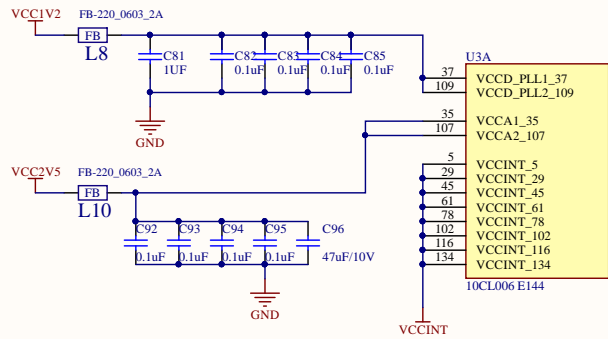 VCC1V2
FB-220_0603_2A
FB
L8
C81
1UF
C82
0.1uF
C83
0.1uF
C84
0.1uF
C85
0.1uF
GND
U3A
37 VCCD_PLL1_37
109 VCCD_PLL2_109
35 VCCA1_35
107 VCCA2_107
5 VCCINT_5
29 VCCINT_29
45 VCCINT_45
61 VCCINT_61
78 VCCINT_78
102 VCCINT_102
116 VCCINT_116
134 VCCINT_134
10CL006 E144
VCCINT
VCC2V5
FB-220_0603_2A
FB
L10
C92
0.1uF
C93
0.1uF
C94
0.1uF
C95
0.1uF
C96
47uF/10V
GND